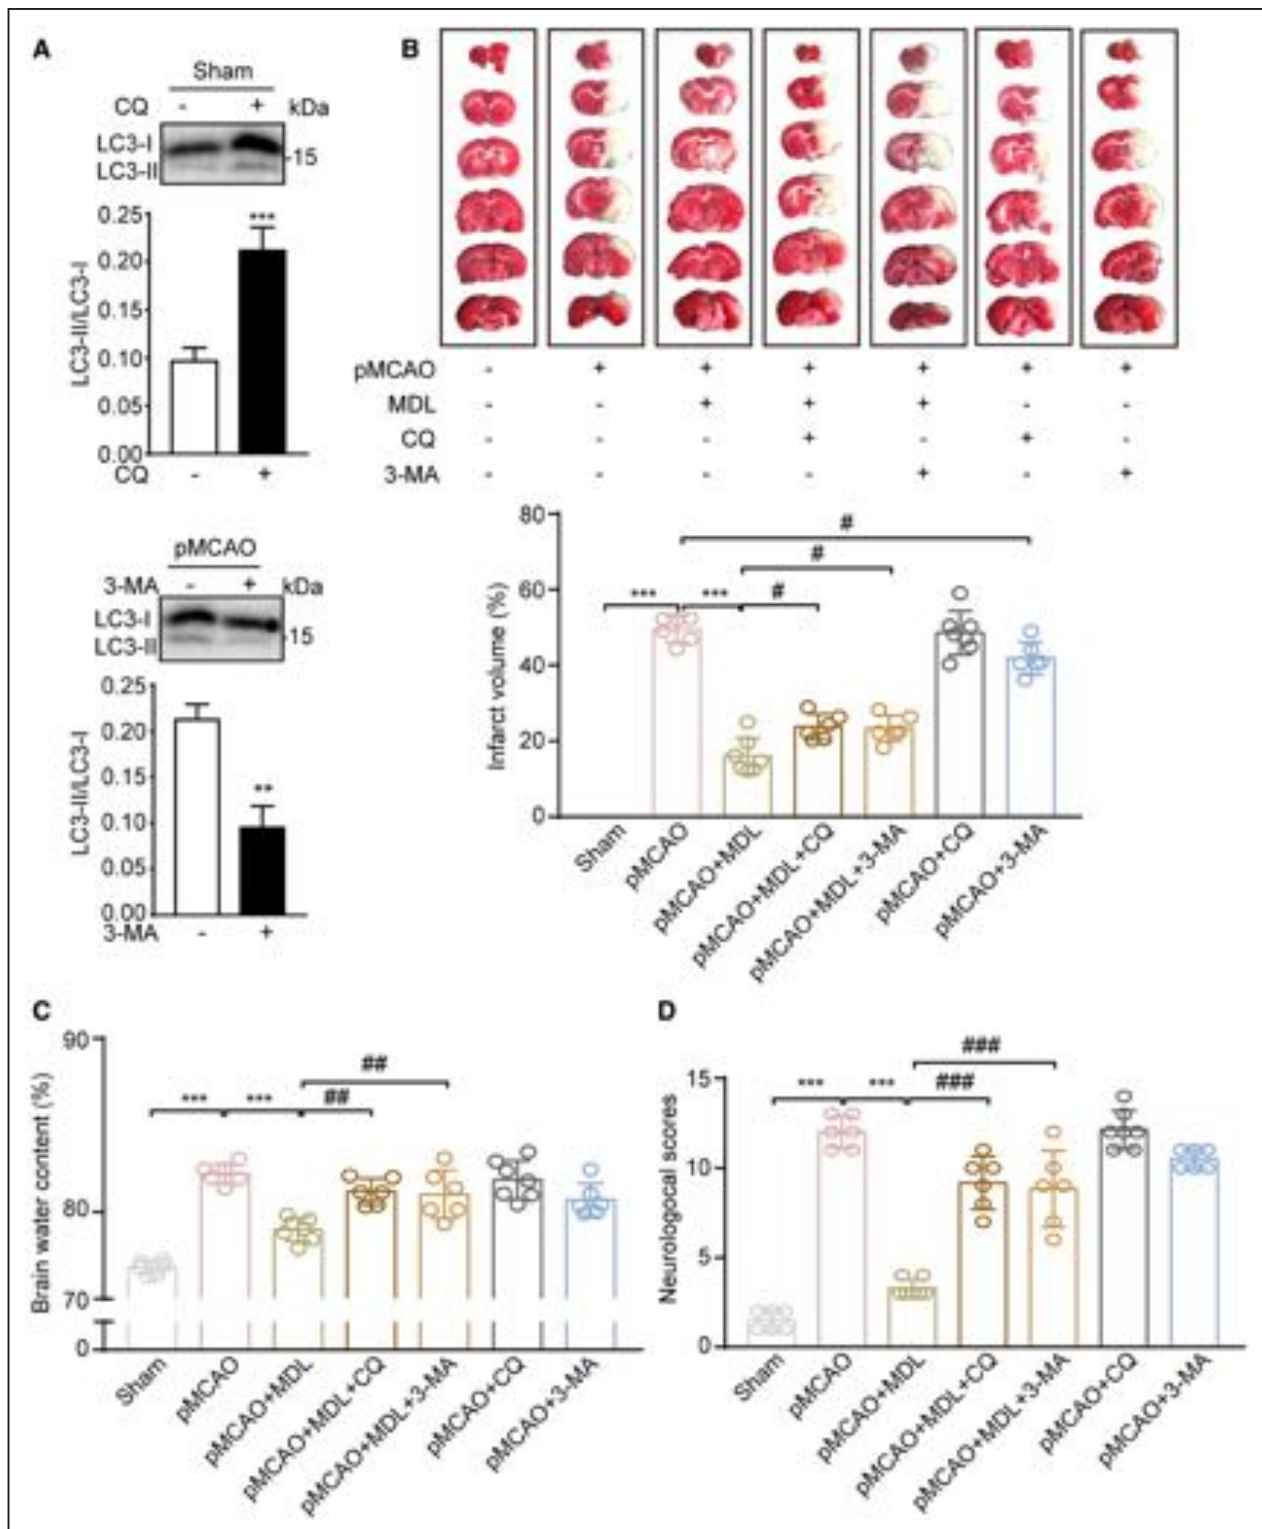 A
Sham
CQ - + kDa
LC3-I
LC3-II
15
0.25
0.20
0.15
0.10
0.05
0.00
LC3-II/LC3-I
***
CQ - +
pMCAO
3-MA - + kDa
LC3-I
LC3-II
15
0.25
0.20
0.15
0.10
0.05
0.00
LC3-II/LC3-I
**
3-MA - +
B
pMCAO - + + + + + +
MDL - - + + + - -
CQ - - - + - + -
3-MA - - - - + - +
80
60
40
20
0
Infarct volume (%)
#
#
*** *** #
Sham
pMCAO
pMCAO+MDL
pMCAO+MDL+CQ
pMCAO+MDL+3-MA
pMCAO+CQ
pMCAO+3-MA
C
90
80
70
0
Brain water content (%)
##
*** *** ##
Sham
pMCAO
pMCAO+MDL
pMCAO+MDL+CQ
pMCAO+MDL+3-MA
pMCAO+CQ
pMCAO+3-MA
D
15
10
5
0
Neurologocal scores
###
*** *** ###
Sham
pMCAO
pMCAO+MDL
pMCAO+MDL+CQ
pMCAO+MDL+3-MA
pMCAO+CQ
pMCAO+3-MA